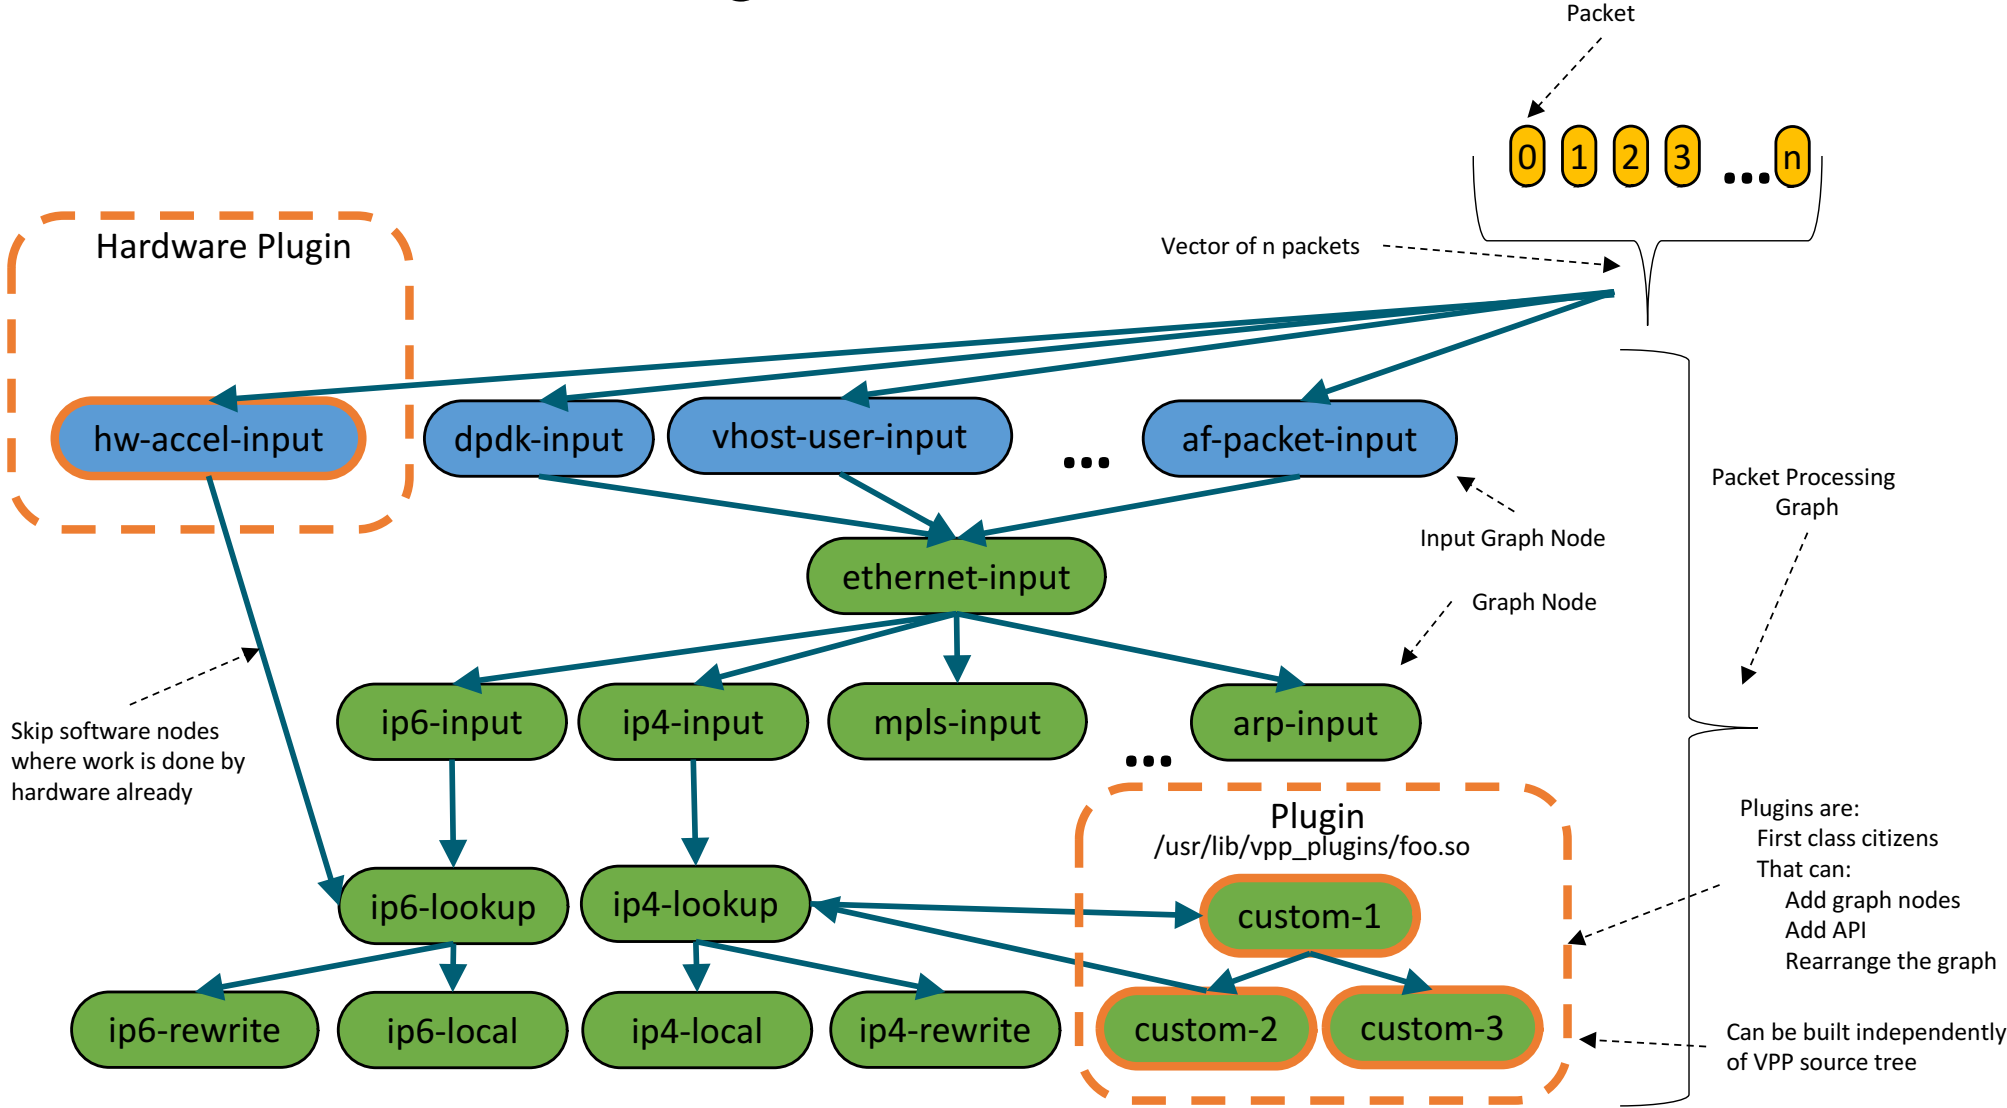 Packet
0 1 2 3 ... n
Hardware Plugin
Vector of n packets
hw-accel-input
dpdk-input
vhost-user-input
...
af-packet-input
Packet Processing
Graph
Input Graph Node
ethernet-input
Graph Node
ip6-input
ip4-input
mpls-input
...
arp-input
Skip software nodes
where work is done by
hardware already
Plugin
/usr/lib/vpp_plugins/foo.so
Plugins are:
First class citizens
That can:
Add graph nodes
Add API
Rearrange the graph
ip6-lookup
ip4-lookup
custom-1
ip6-rewrite
ip6-local
ip4-local
ip4-rewrite
custom-2
custom-3
Can be built independently
of VPP source tree